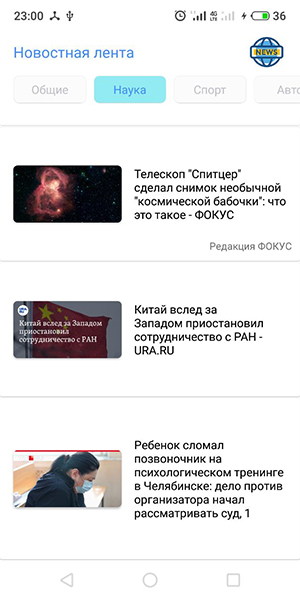 23:00 4G 36
Новостная лента
NEWS
Общие Наука Спорт Авто
Телескоп "Спитцер"
сделал снимок необычной
"космической бабочки": что
это такое - ФОКУС
Редакция ФОКУС
Китай вслед за Западом
приостановил
сотрудничество с РАН
Китай вслед за
Западом приостановил
сотрудничество с РАН -
URA.RU
Ребенок сломал
позвоночник на
психологическом тренинге
в Челябинске: дело против
организатора начал
рассматривать суд, 1